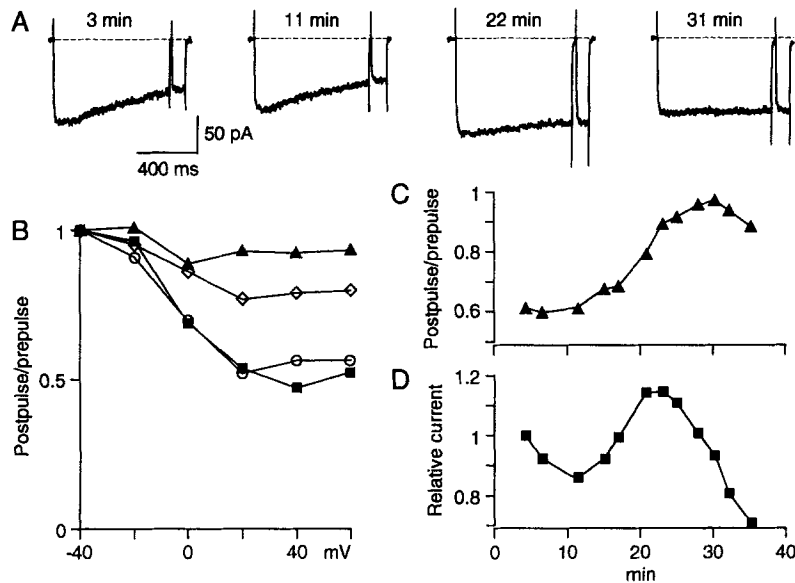 A
3 min
11 min
22 min
31 min
50 pA
400 ms
B
Postpulse/prepulse
1
0.5
0
-40
0
40
mV
C
Postpulse/prepulse
1
0.8
0.6
D
Relative current
1.2
1
0.8
0
10
20
30
40
min